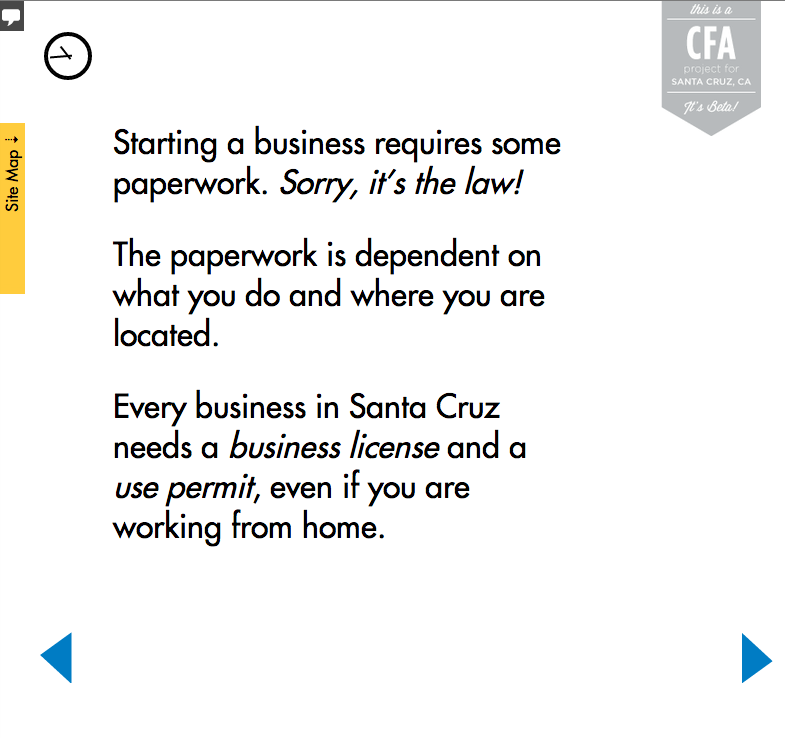 this is a
CFA
project for
SANTA CRUZ, CA
It's Beta!
Site Map
Starting a business requires some
paperwork. Sorry, it's the law!
The paperwork is dependent on
what you do and where you are
located.
Every business in Santa Cruz
needs a business license and a
use permit, even if you are
working from home.